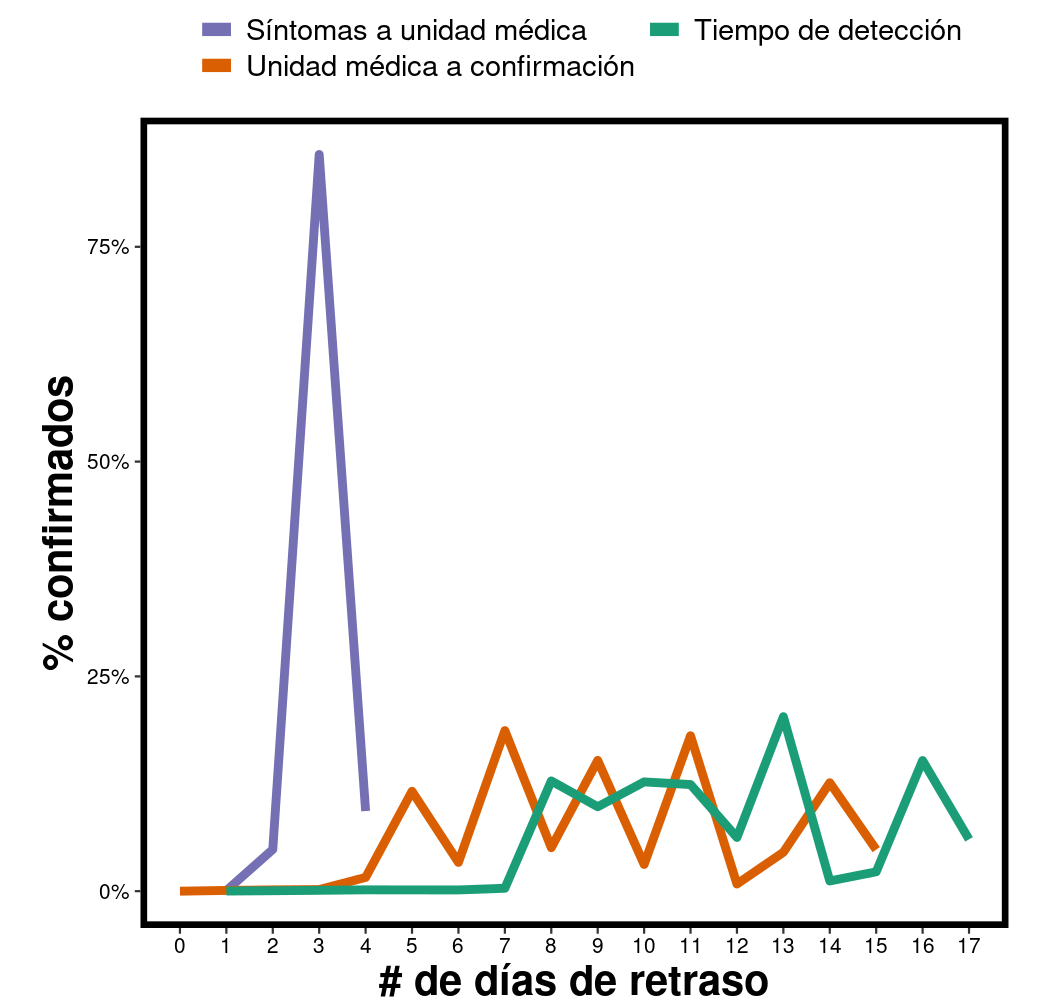 Síntomas a unidad médica
Tiempo de detección
Unidad médica a confirmación
75%
50%
25%
0%
% confirmados
0 1 2 3 4 5 6 7 8 9 10 11 12 13 14 15 16 17
# de días de retraso